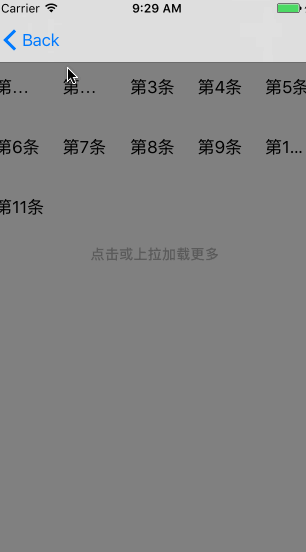 Carrier 9:29 AM
Back
第... 第... 第3条 第4条 第5条
第6条 第7条 第8条 第9条 第1...
第11条
点击或上拉加载更多